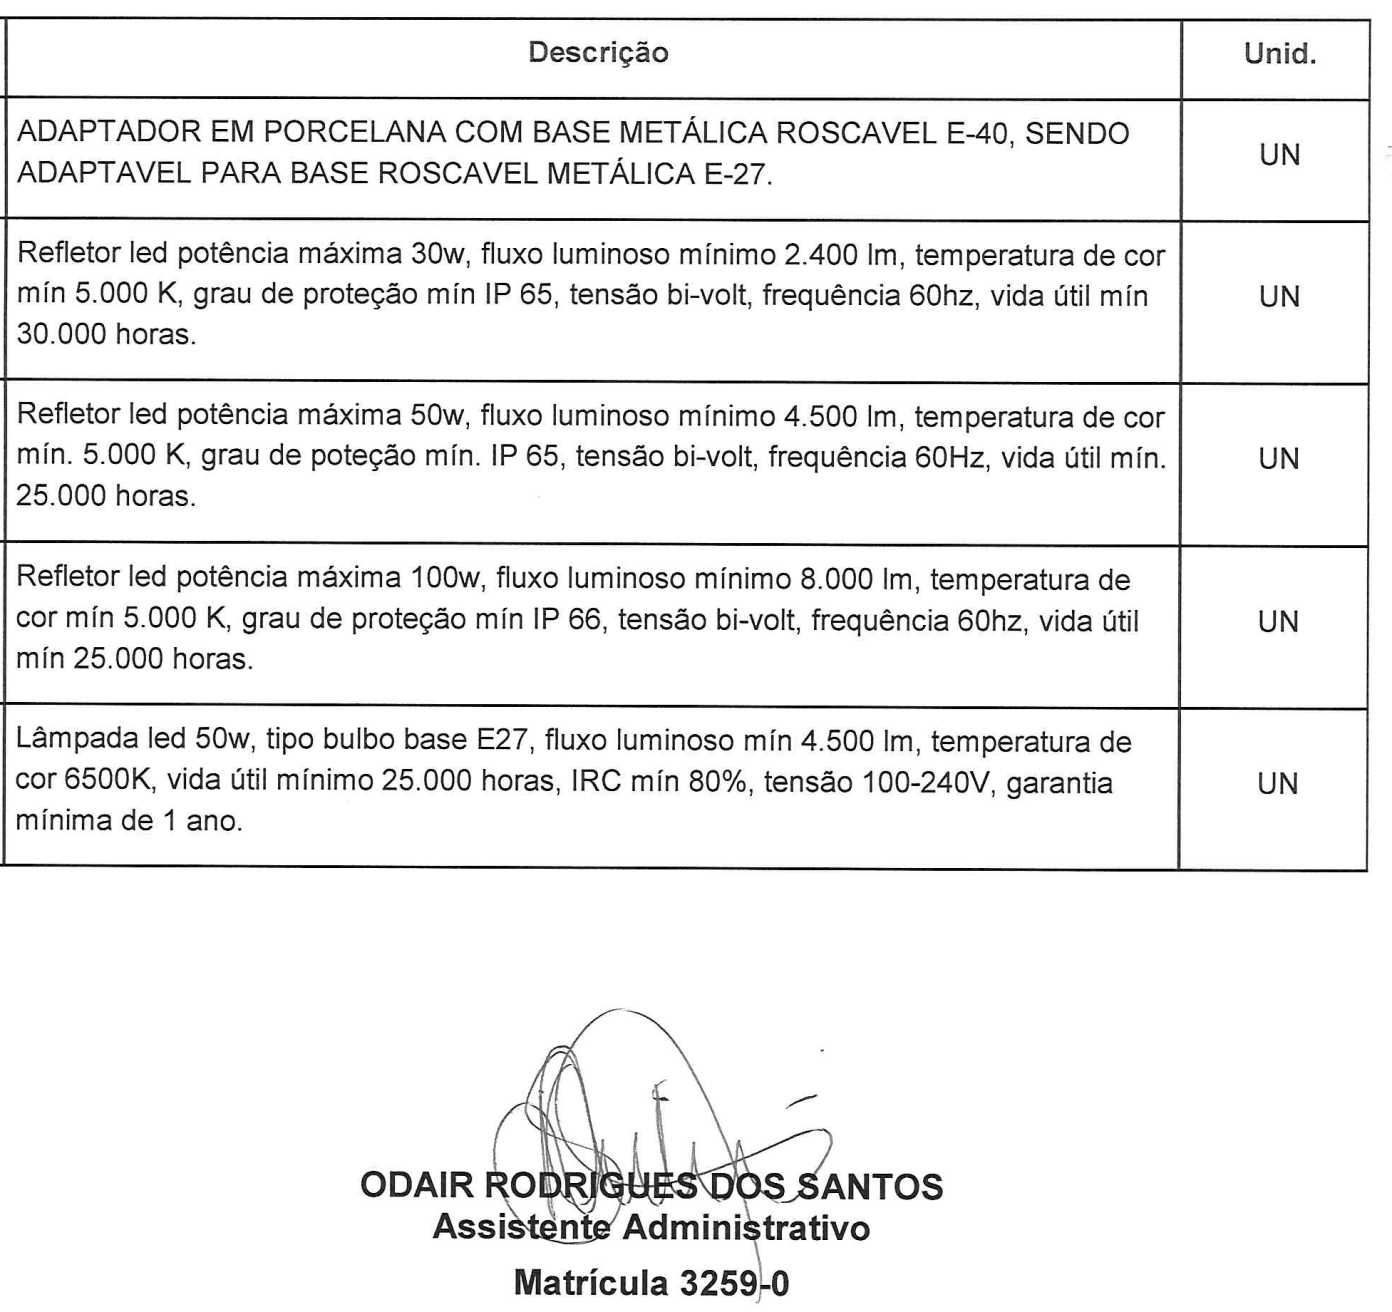 Descrição Unid.
ADAPTADOR EM PORCELANA COM BASE METÁLICA ROSCAVEL E-40, SENDO
ADAPTAVEL PARA BASE ROSCAVEL METÁLICA E-27.
UN
Refletor led potência máxima 30w, fluxo luminoso mínimo 2.400 lm, temperatura de cor
mín 5.000 K, grau de proteção mín IP 65, tensão bi-volt, frequência 60hz, vida útil mín
30.000 horas.
UN
Refletor led potência máxima 50w, fluxo luminoso mínimo 4.500 lm, temperatura de cor
mín. 5.000 K, grau de poteção mín. IP 65, tensão bi-volt, frequência 60Hz, vida útil mín.
25.000 horas.
UN
Refletor led potência máxima 100w, fluxo luminoso mínimo 8.000 lm, temperatura de
cor mín 5.000 K, grau de proteção mín IP 66, tensão bi-volt, frequência 60hz, vida útil
mín 25.000 horas.
UN
Lâmpada led 50w, tipo bulbo base E27, fluxo luminoso mín 4.500 lm, temperatura de
cor 6500K, vida útil mínimo 25.000 horas, IRC mín 80%, tensão 100-240V, garantia
mínima de 1 ano.
UN
ODAIR RODRIGUES DOS SANTOS
Assistente Administrativo
Matrícula 3259-0